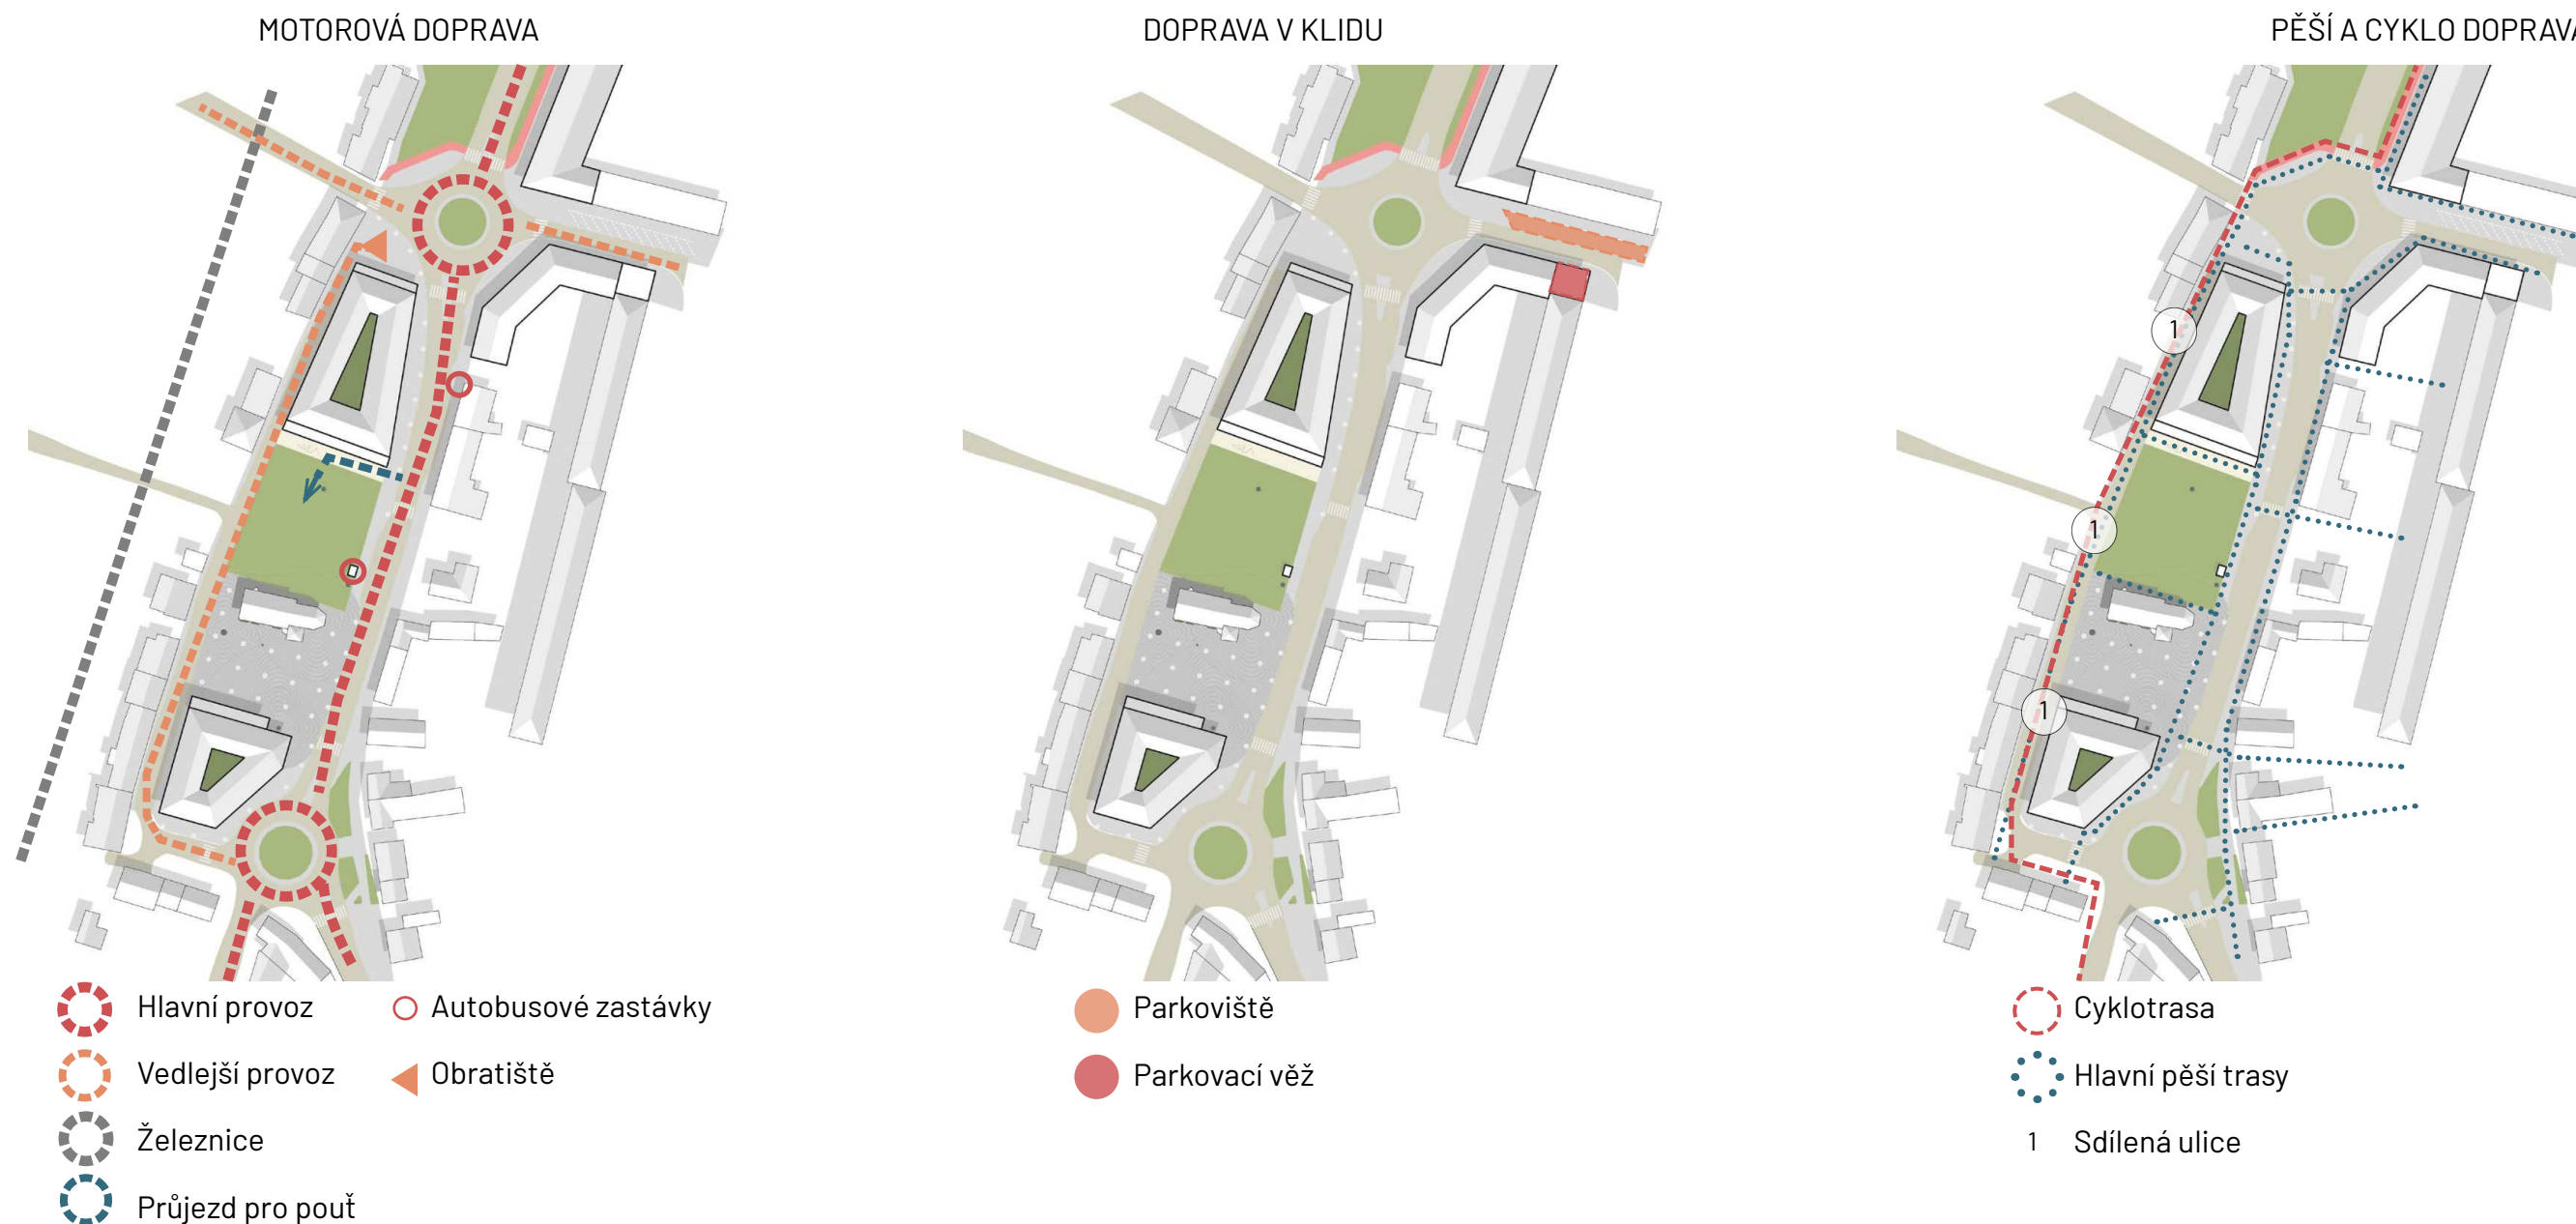 MOTOROVÁ DOPRAVA
DOPRAVA V KLIDU
PĚŠÍ A CYKLO DOPRAVA
1
1
1
Hlavní provoz
Autobusové zastávky
Vedlejší provoz
Obratiště
Železnice
Průjezd pro pouť
Parkoviště
Parkovací věž
Cyklotrasa
Hlavní pěší trasy
1 Sdílená ulice